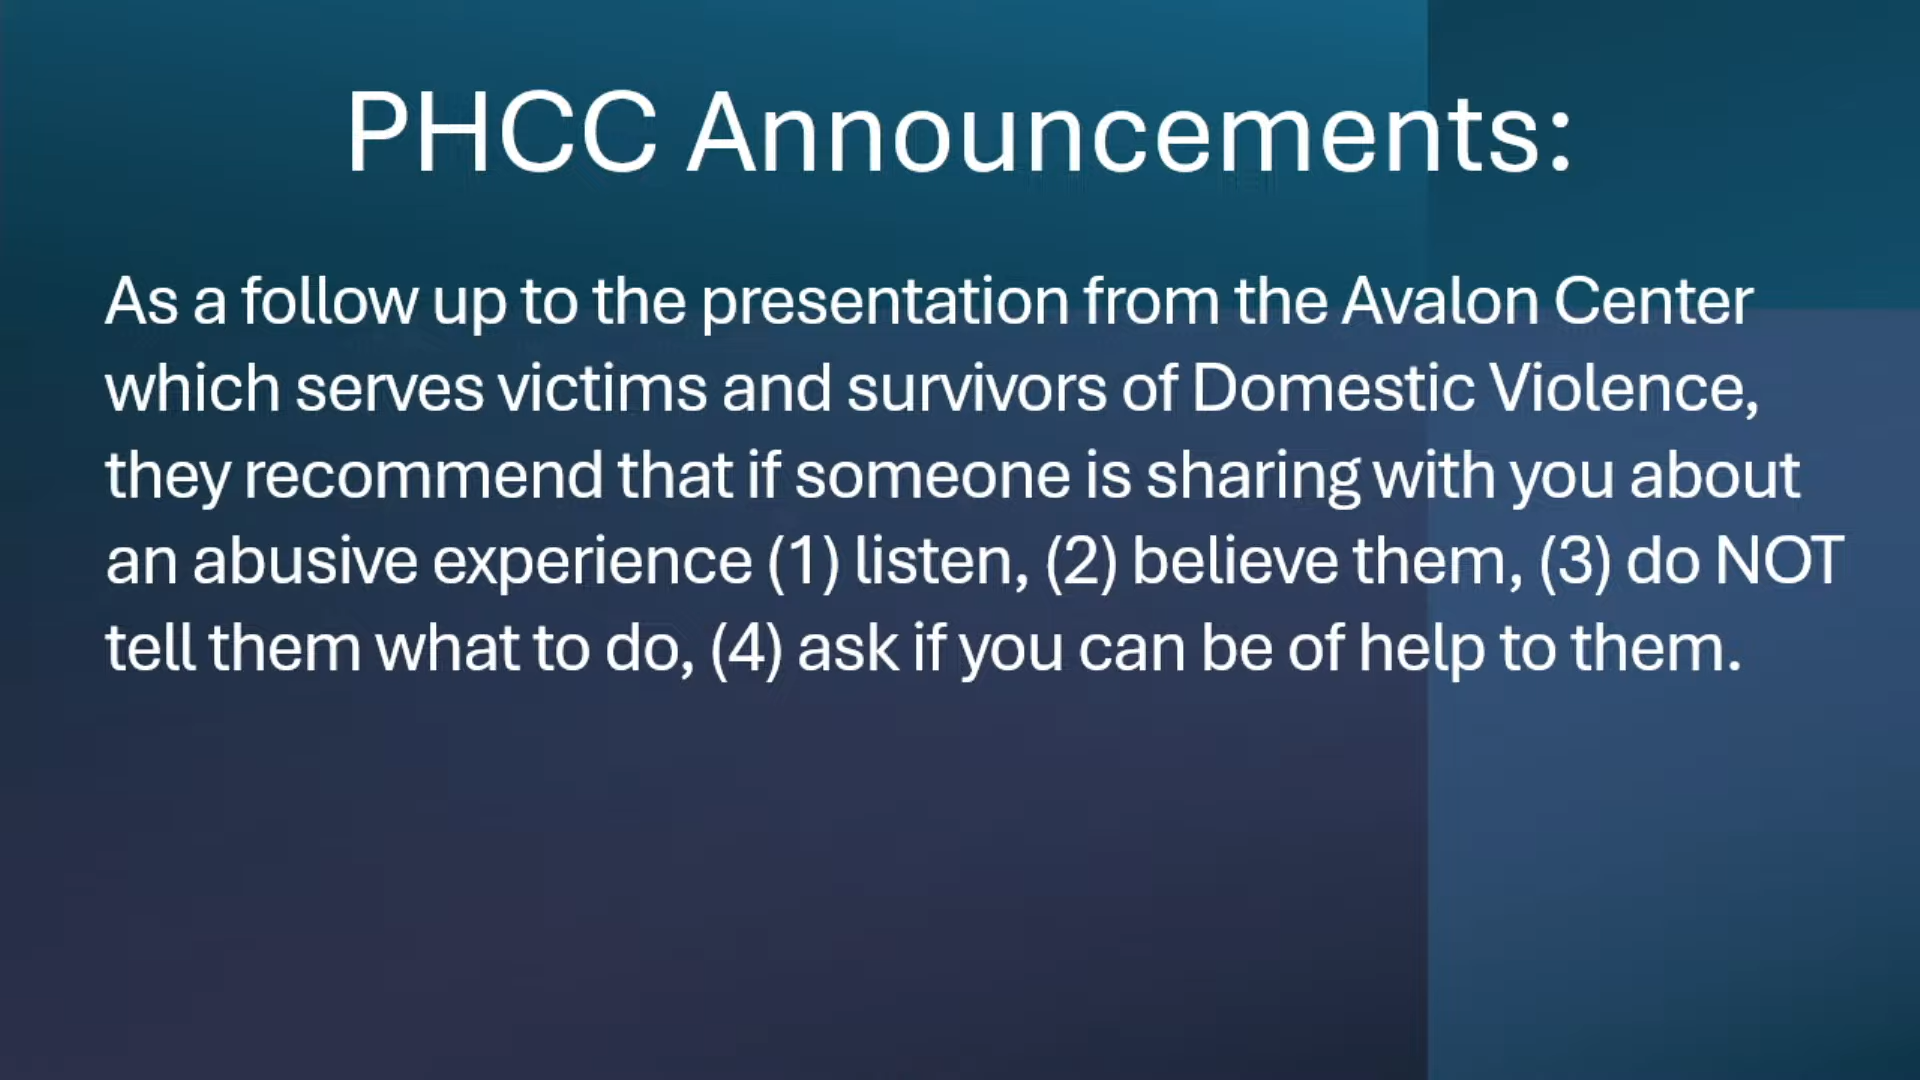 PHCC Announcements:
As a follow up to the presentation from the Avalon Center
which serves victims and survivors of Domestic Violence,
they recommend that if someone is sharing with you about
an abusive experience (1) listen, (2) believe them, (3) do NOT
tell them what to do, (4) ask if you can be of help to them.